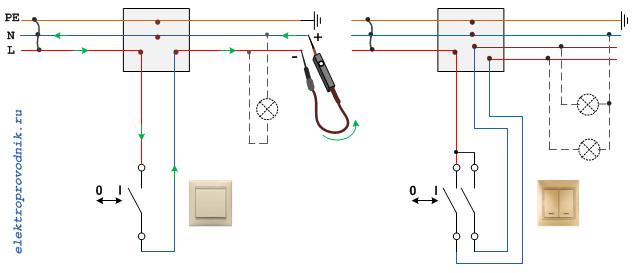 PE
N
L
+
-
0 I
0 I
elektroprovodnik.ru